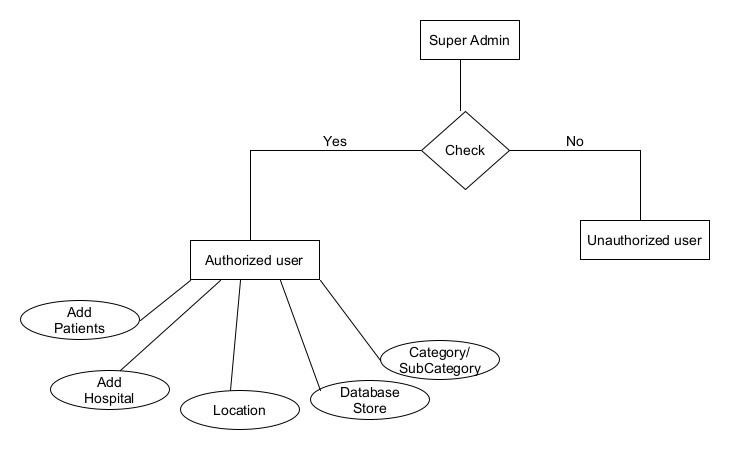 Super Admin
Yes
No
Check
Unauthorized user
Authorized user
Add
Patients
Category/
SubCategory
Add
Hospital
Database
Store
Location